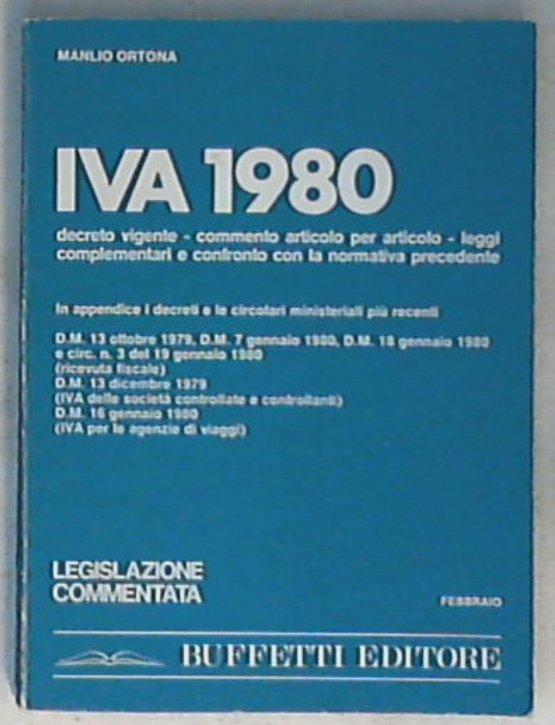 MANLIO ORTONA
IVA 1980
decreto vigente - commento articolo per articolo - leggi
complementari e confronto con la normativa precedente
In appendice i decreti e le circolari ministeriali più recenti
D.M. 13 ottobre 1979, D.M. 7 gennaio 1980, D.M. 18 gennaio 1980
e circ. n. 3 del 19 gennaio 1980
(ricevuta fiscale)
D.M. 13 dicembre 1979
(IVA delle società controllate e controllanti)
D.M. 16 gennaio 1980
(IVA per le agenzie di viaggi)
LEGISLAZIONE
COMMENTATA
FEBBRAIO
BUFFETTI EDITORE